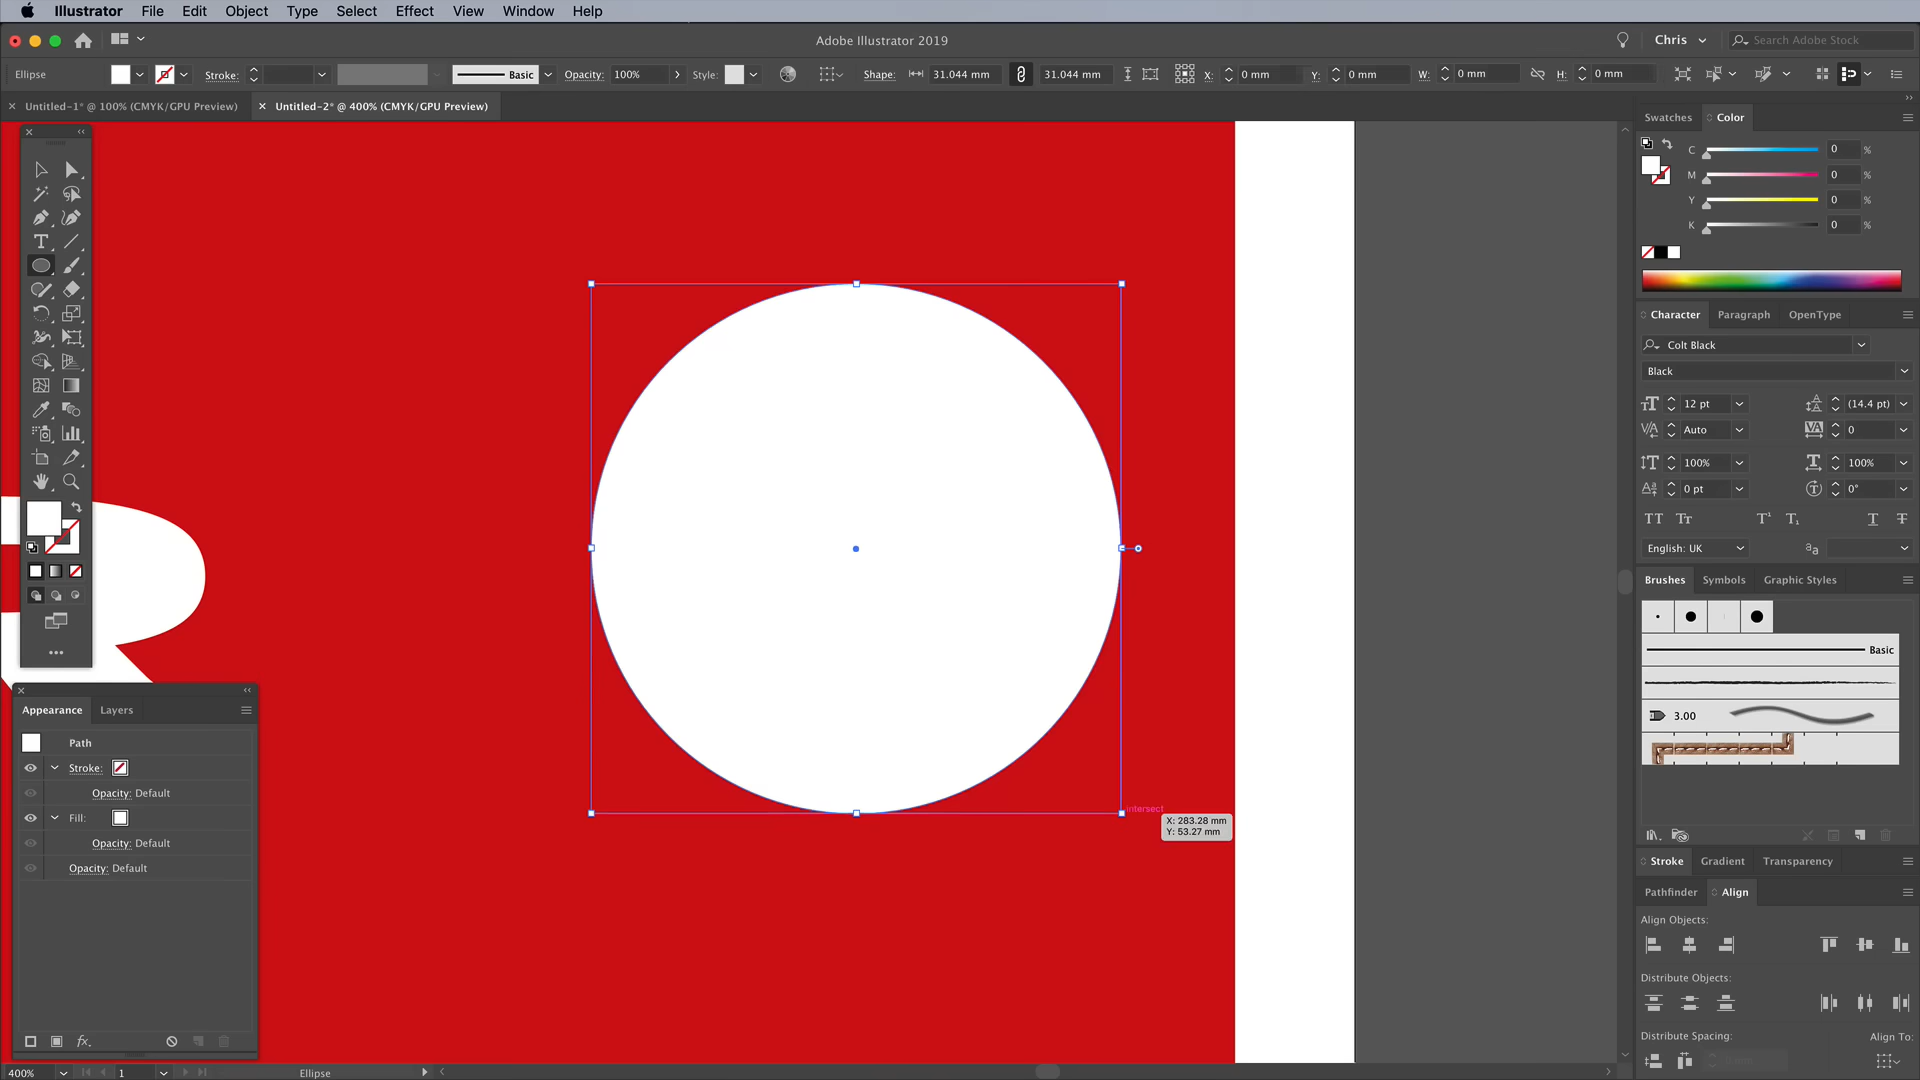 Illustrator File Edit Object Type Select Effect View Window Help
Adobe Illustrator 2019
Chris
Search Adobe Stock
Ellipse
Stroke:
Basic
Opacity: 100%
Style:
Shape: 31.044 mm 31.044 mm
X: 0 mm Y: 0 mm W: 0 mm H: 0 mm
Untitled-1* @ 100% (CMYK/GPU Preview)
Untitled-2* @ 400% (CMYK/GPU Preview)
Swatches Color
C 0 %
M 0 %
Y 0 %
K 0 %
Character Paragraph OpenType
Colt Black
Black
12 pt (14.4 pt)
Auto 0
100% 100%
0 pt 0°
English: UK
Brushes Symbols Graphic Styles
Basic
3.00
Stroke Gradient Transparency
Pathfinder Align
Align Objects:
Distribute Objects:
Distribute Spacing: Align To:
intersect
X: 283.28 mm
Y: 53.27 mm
Appearance Layers
Path
Stroke:
Opacity: Default
Fill:
Opacity: Default
Opacity: Default
fx
400% 1 Ellipse